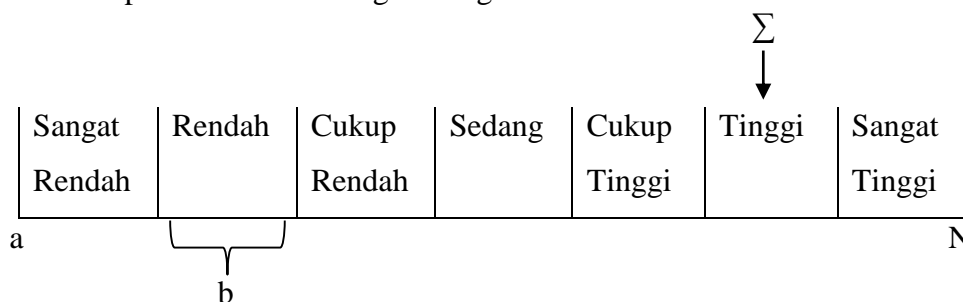 ∑
Sangat Rendah Cukup Sedang Cukup Tinggi Sangat
Rendah Rendah Tinggi Tinggi
a N
b